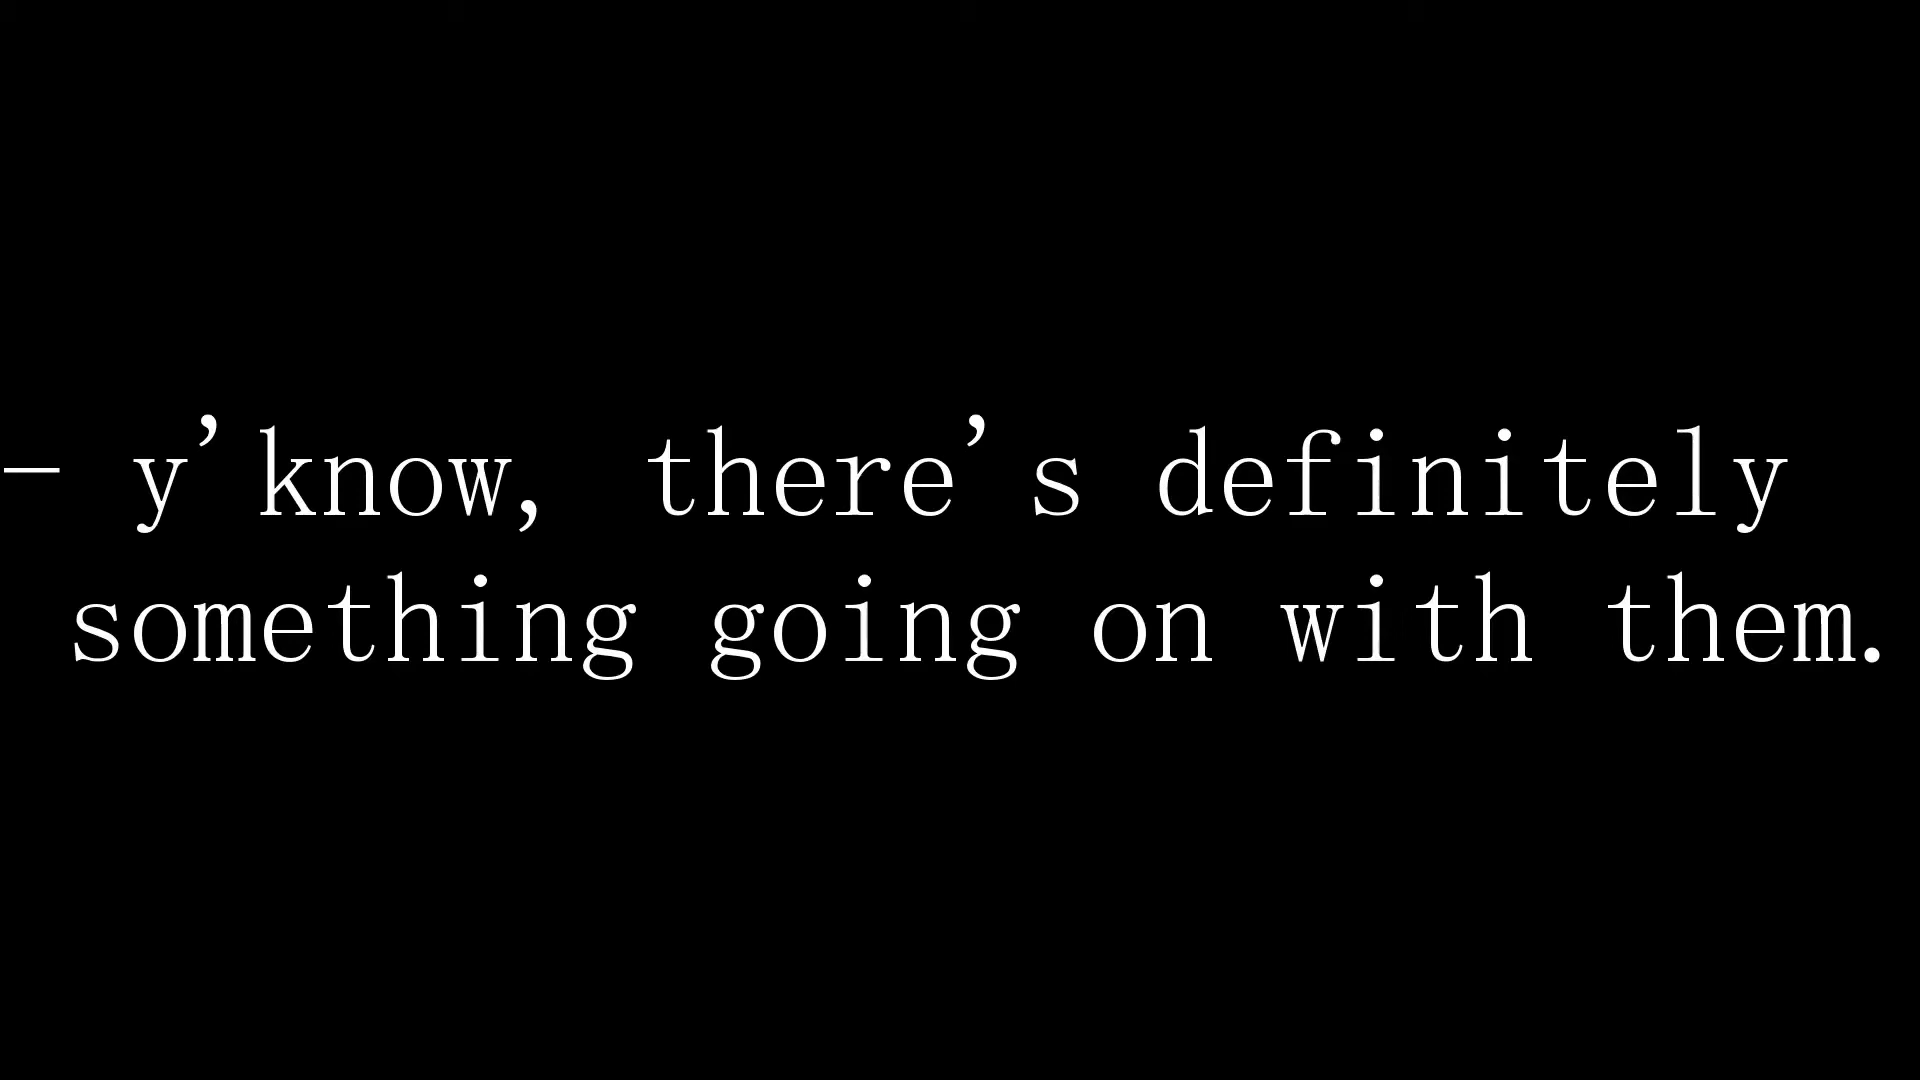 - y'know, there's definitely
something going on with them.